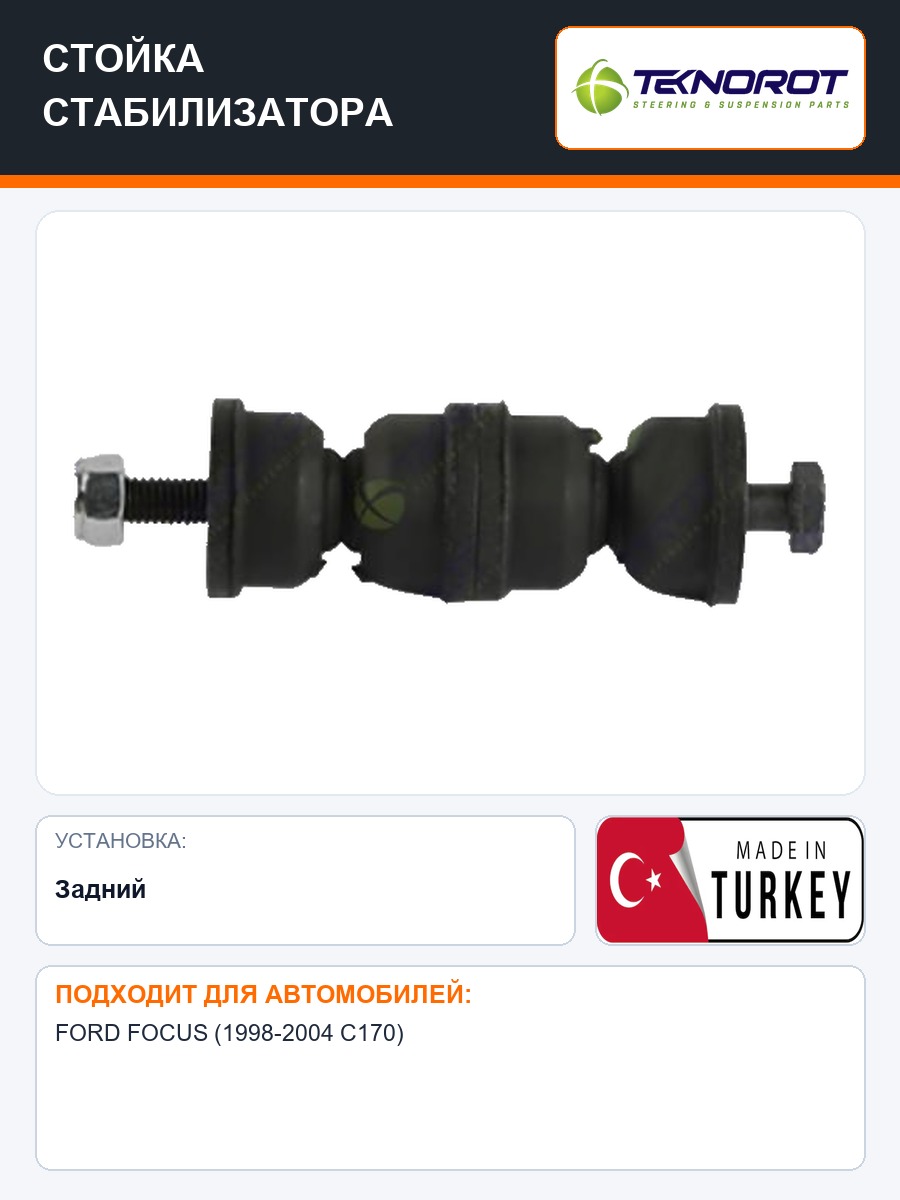 СТОЙКА
СТАБИЛИЗАТОРА
TEKNOROT
STEERING & SUSPENSION PARTS
УСТАНОВКА:
Задний
MADE IN
TURKEY
ПОДХОДИТ ДЛЯ АВТОМОБИЛЕЙ:
FORD FOCUS (1998-2004 C170)